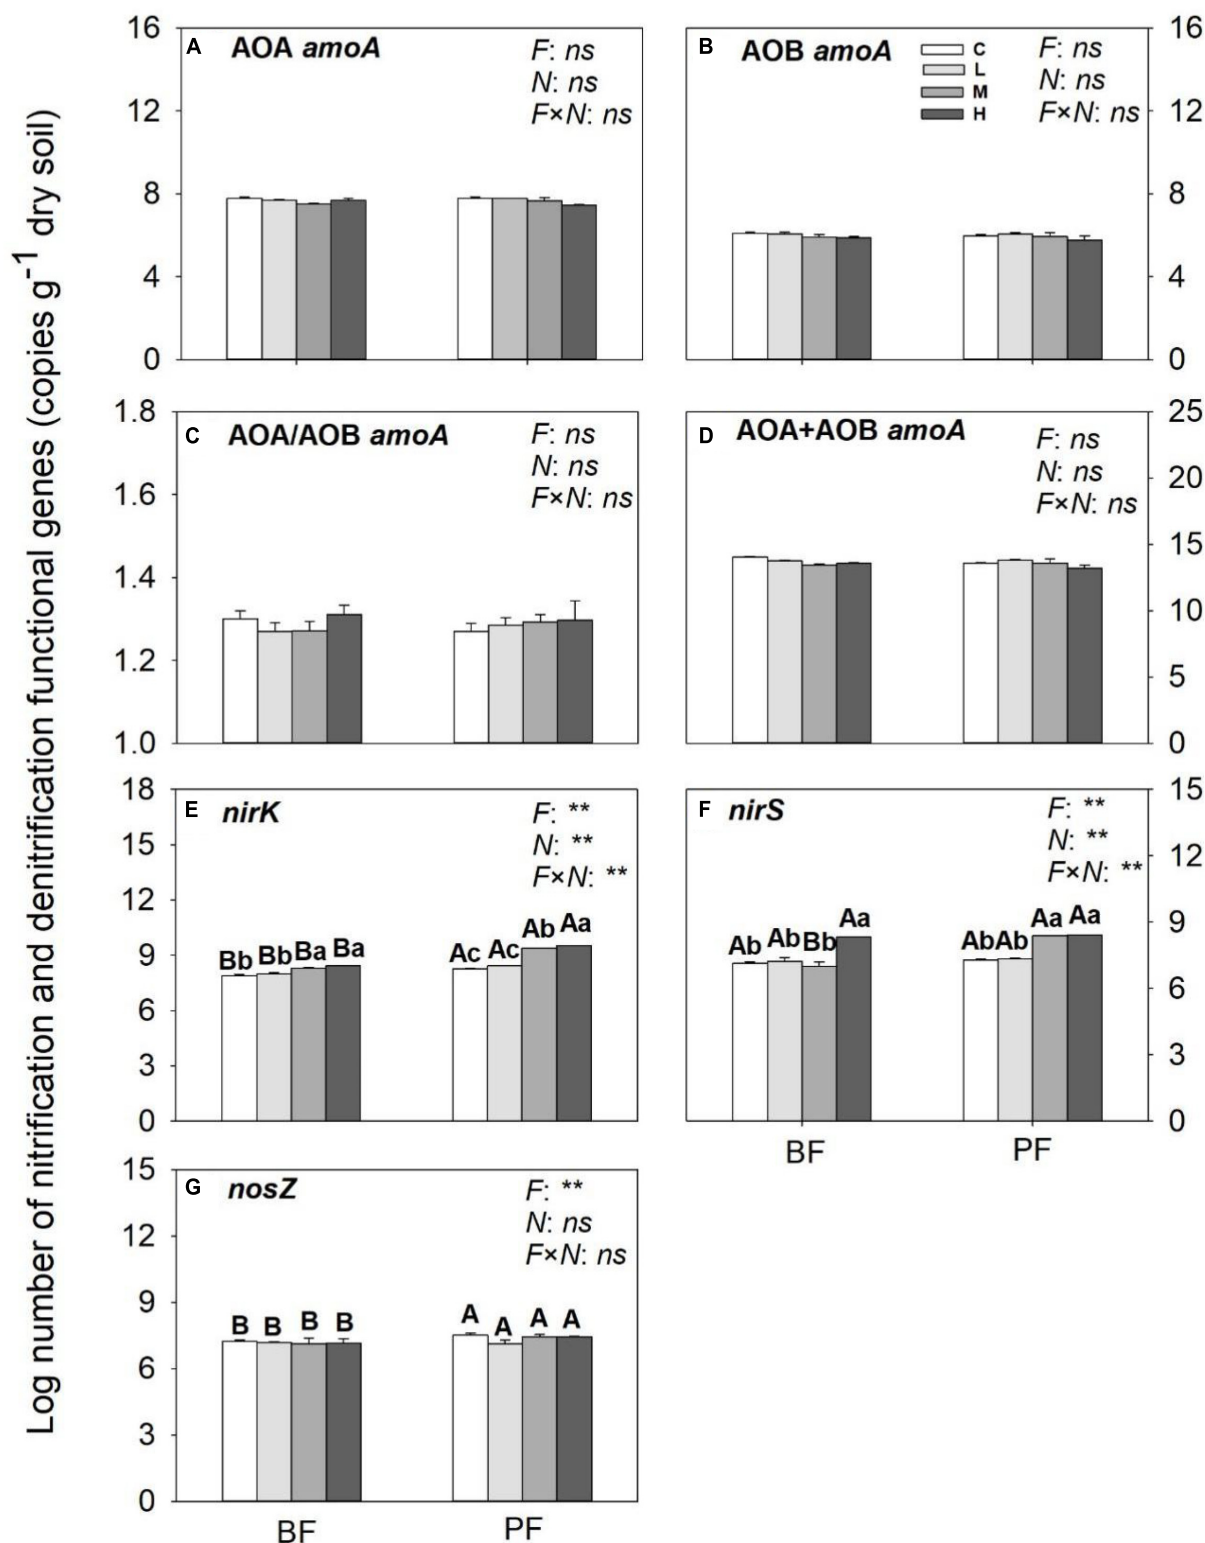 Log number of nitrification and denitrification functional genes (copies g⁻¹ dry soil)
A AOA amoA
F: ns
N: ns
F×N: ns
16
12
8
4
0
B AOB amoA
C
L
M
H
F: ns
N: ns
F×N: ns
16
12
8
4
0
C AOA/AOB amoA
F: ns
N: ns
F×N: ns
1.8
1.6
1.4
1.2
1.0
D AOA+AOB amoA
F: ns
N: ns
F×N: ns
25
20
15
10
5
0
E nirK
F: **
N: **
F×N: **
18
15
12
9
6
3
0
Bb Bb Ba Ba Ac Ac Ab Aa
F nirS
F: **
N: **
F×N: **
15
12
9
6
3
0
Ab Ab Bb Aa Ab Ab Aa Aa
BF PF
G nosZ
F: **
N: ns
F×N: ns
15
12
9
6
3
0
B B B B A A A A
BF PF